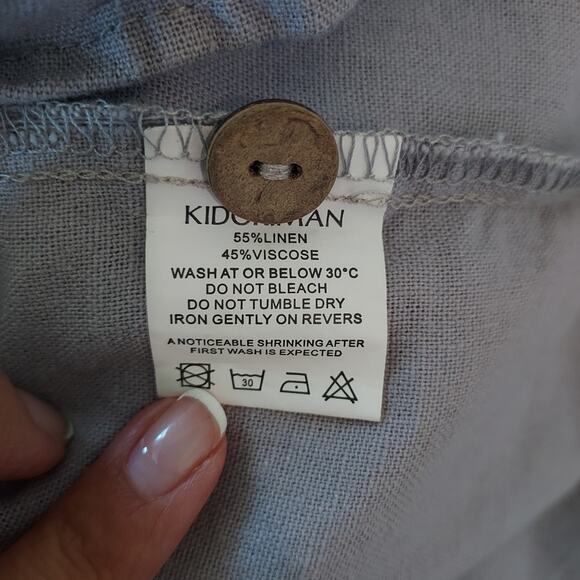 55%LINEN
45%VISCOSE
WASH AT OR BELOW 30°C
DO NOT BLEACH
DO NOT TUMBLE DRY
IRON GENTLY ON REVERS
A NOTICEABLE SHRINKING AFTER
FIRST WASH IS EXPECTED
30